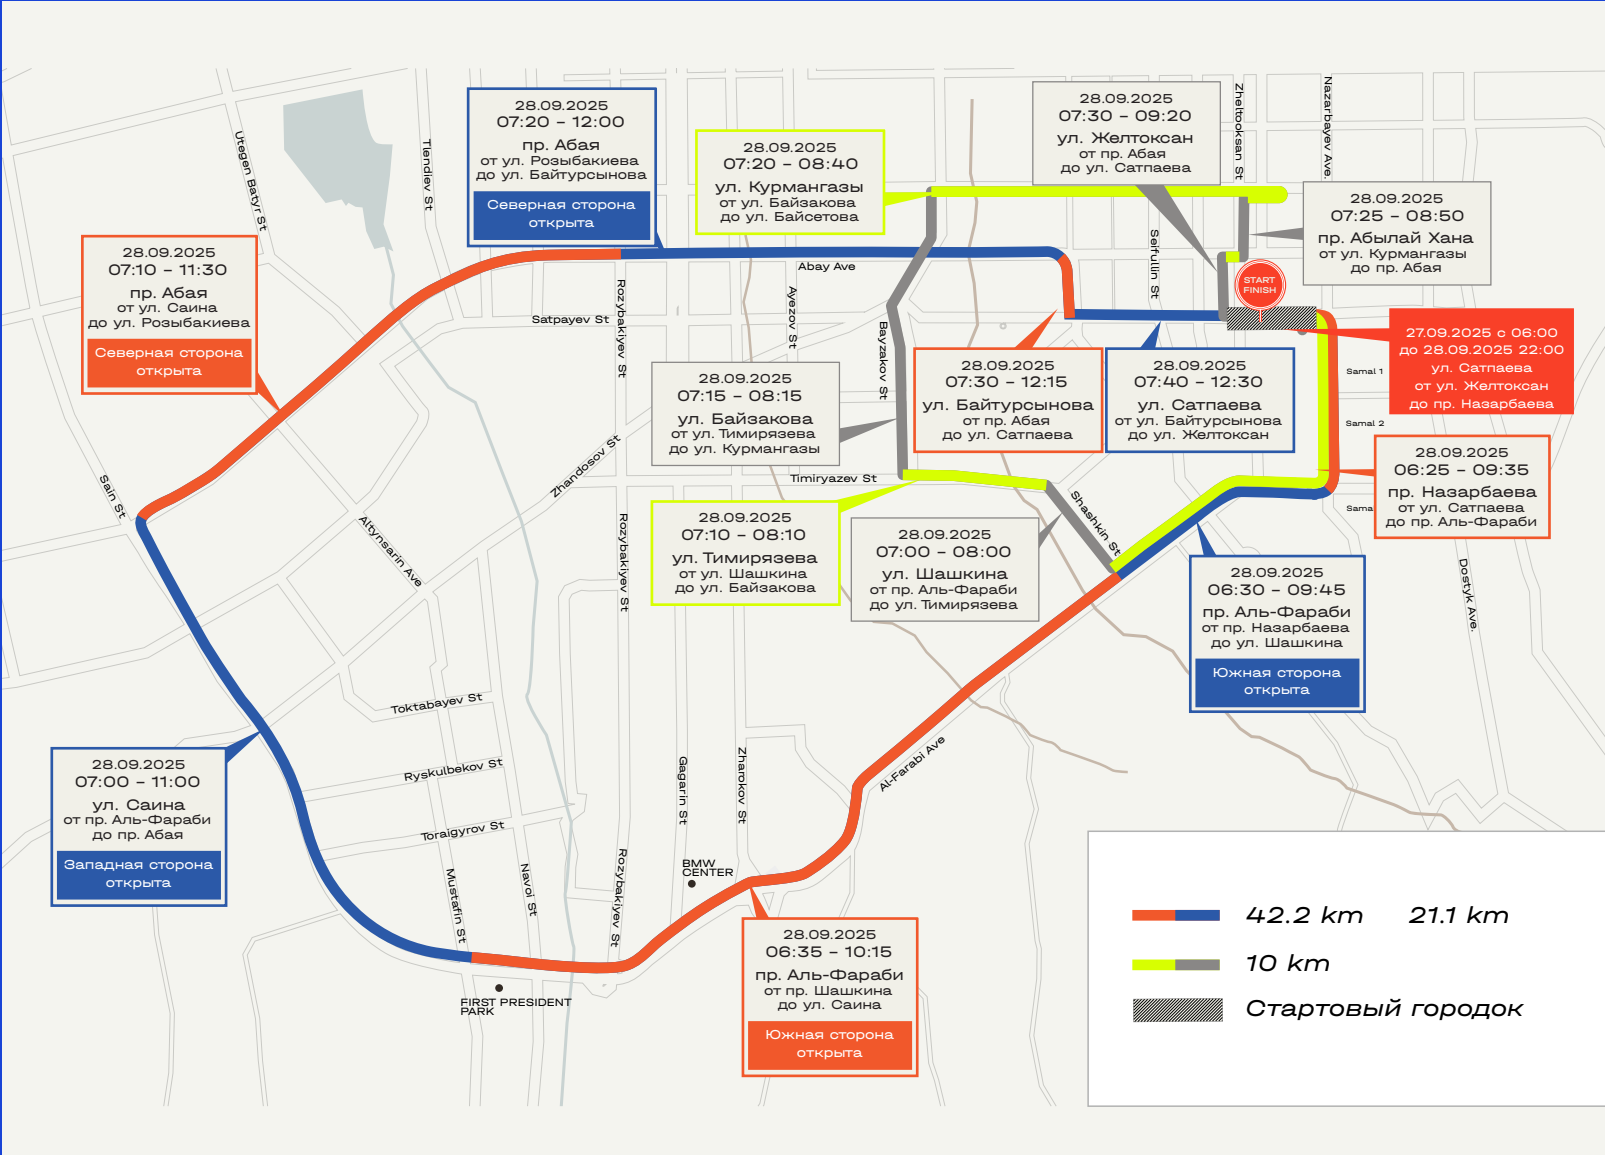 28.09.2025
07:20 - 12:00
пр. Абая
от ул. Розыбакиева
до ул. Байтурсынова
Северная сторона
открыта
28.09.2025
07:20 - 08:40
ул. Курмангазы
от ул. Байзакова
до ул. Байсетова
28.09.2025
07:30 - 09:20
ул. Желтоксан
от пр. Абая
до ул. Сатпаева
28.09.2025
07:25 - 08:50
пр. Абылай Хана
от ул. Курмангазы
до пр. Абая
28.09.2025
07:10 - 11:30
пр. Абая
от ул. Саина
до ул. Розыбакиева
Северная сторона
открыта
START
FINISH
27.09.2025 с 06:00
до 28.09.2025 22:00
ул. Сатпаева
от ул. Желтоксан
до пр. Назарбаева
28.09.2025
07:15 - 08:15
ул. Байзакова
от ул. Тимирязева
до ул. Курмангазы
28.09.2025
07:30 - 12:15
ул. Байтурсынова
от пр. Абая
до ул. Сатпаева
28.09.2025
07:40 - 12:30
ул. Сатпаева
от ул. Байтурсынова
до ул. Желтоксан
28.09.2025
06:25 - 09:35
пр. Назарбаева
от ул. Сатпаева
до пр. Аль-Фараби
28.09.2025
07:10 - 08:10
ул. Тимирязева
от ул. Шашкина
до ул. Байзакова
28.09.2025
07:00 - 08:00
ул. Шашкина
от пр. Аль-Фараби
до ул. Тимирязева
28.09.2025
06:30 - 09:45
пр. Аль-Фараби
от пр. Назарбаева
до ул. Шашкина
Южная сторона
открыта
28.09.2025
07:00 - 11:00
ул. Саина
от пр. Аль-Фараби
до пр. Абая
Западная сторона
открыта
28.09.2025
06:35 - 10:15
пр. Аль-Фараби
от пр. Шашкина
до ул. Саина
Южная сторона
открыта
Utegen Batyr St
Tlendiev St
Zheltoksan St
Nazarbayev Ave.
Seifullin St
Abay Ave
Satpayev St
Rozybakiyev St
Ayezov St
Bayzakov St
Samal 1
Samal 2
Sama
Timiryazev St
Zhandosov St
Sain St
Altynsarin Ave
Rozybakiyev St
Shashkin St
Dostyk Ave.
Toktabayev St
Ryskulbekov St
Toraigyrov St
Mustafin St
Navoi St
Rozybakiyev St
Gagarin St
Zharokov St
Al-Farabi Ave
BMW
CENTER
FIRST PRESIDENT
PARK
42.2 km 21.1 km
10 km
Стартовый городок